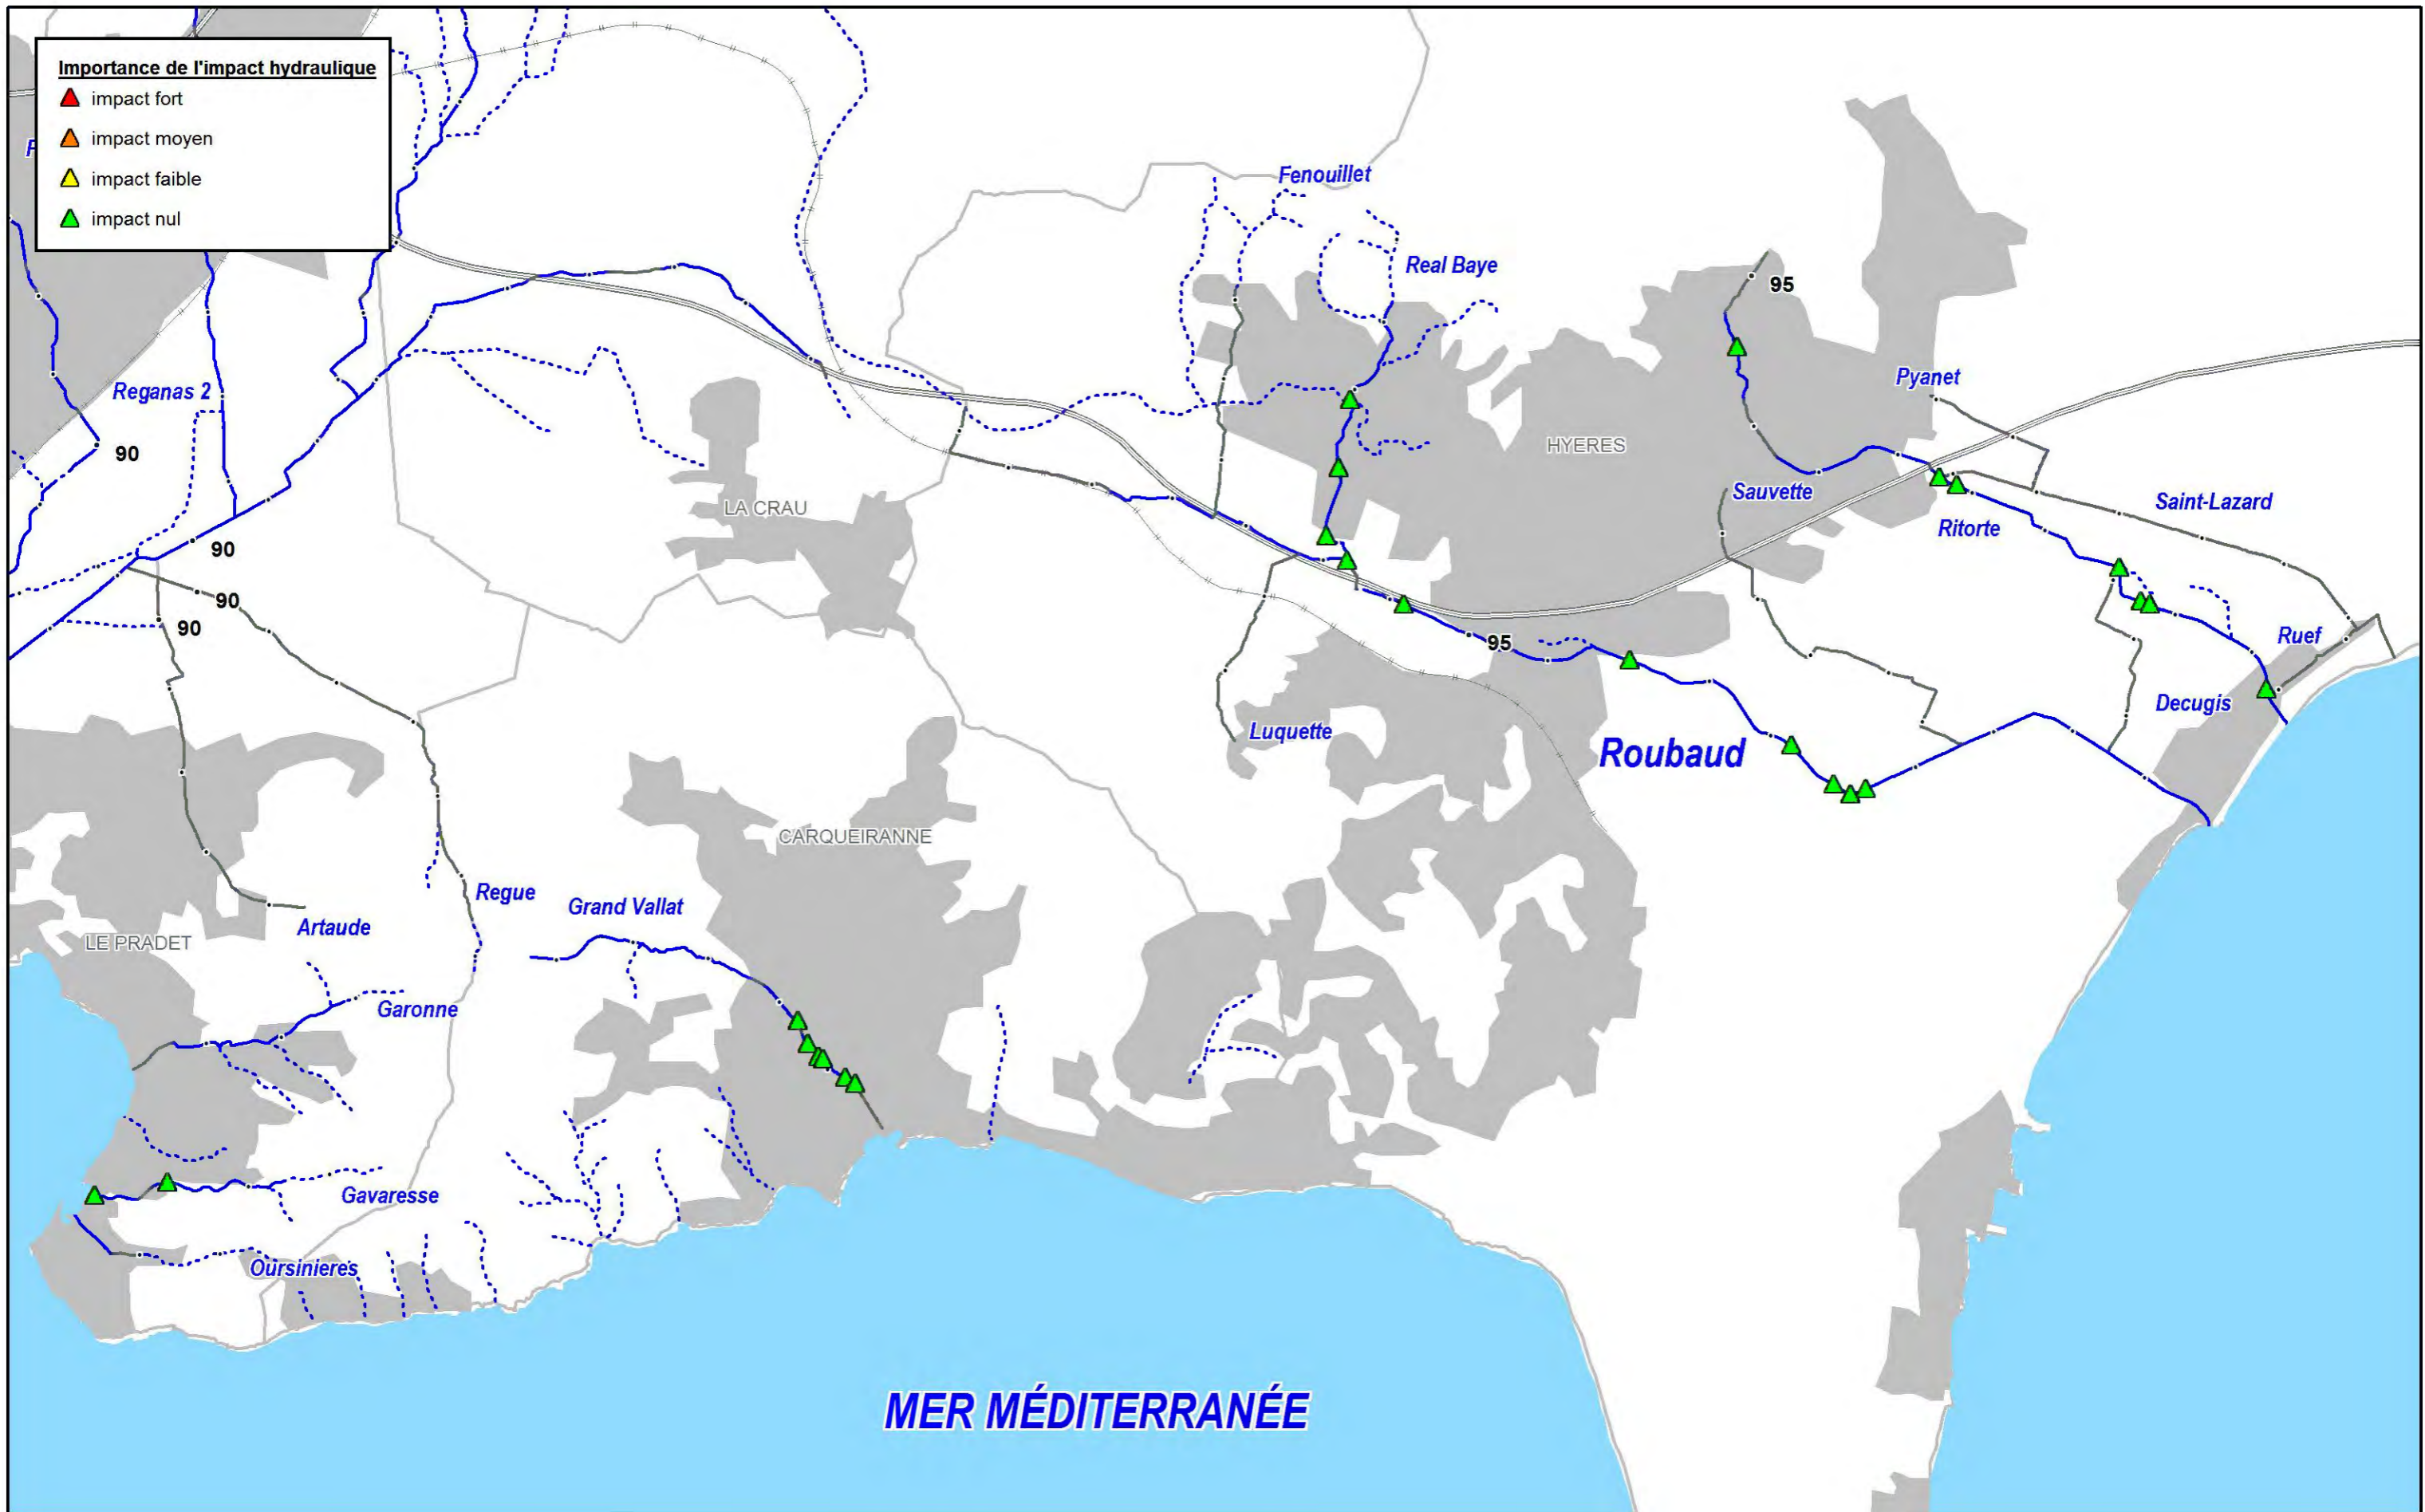 Importance de l'impact hydraulique
impact fort
impact moyen
impact faible
impact nul
Fenouillet
Real Baye
95
Pyanet
Reganas 2
90
HYERES
Sauvette
Saint-Lazard
LA CRAU
Ritorte
90
90
90
95
Ruef
Decugis
Luquette
Roubaud
CARQUEIRANNE
Regue
Grand Vallat
Artaude
LE PRADET
Garonne
Gavaresse
Oursinieres
MER MÉDITERRANÉE